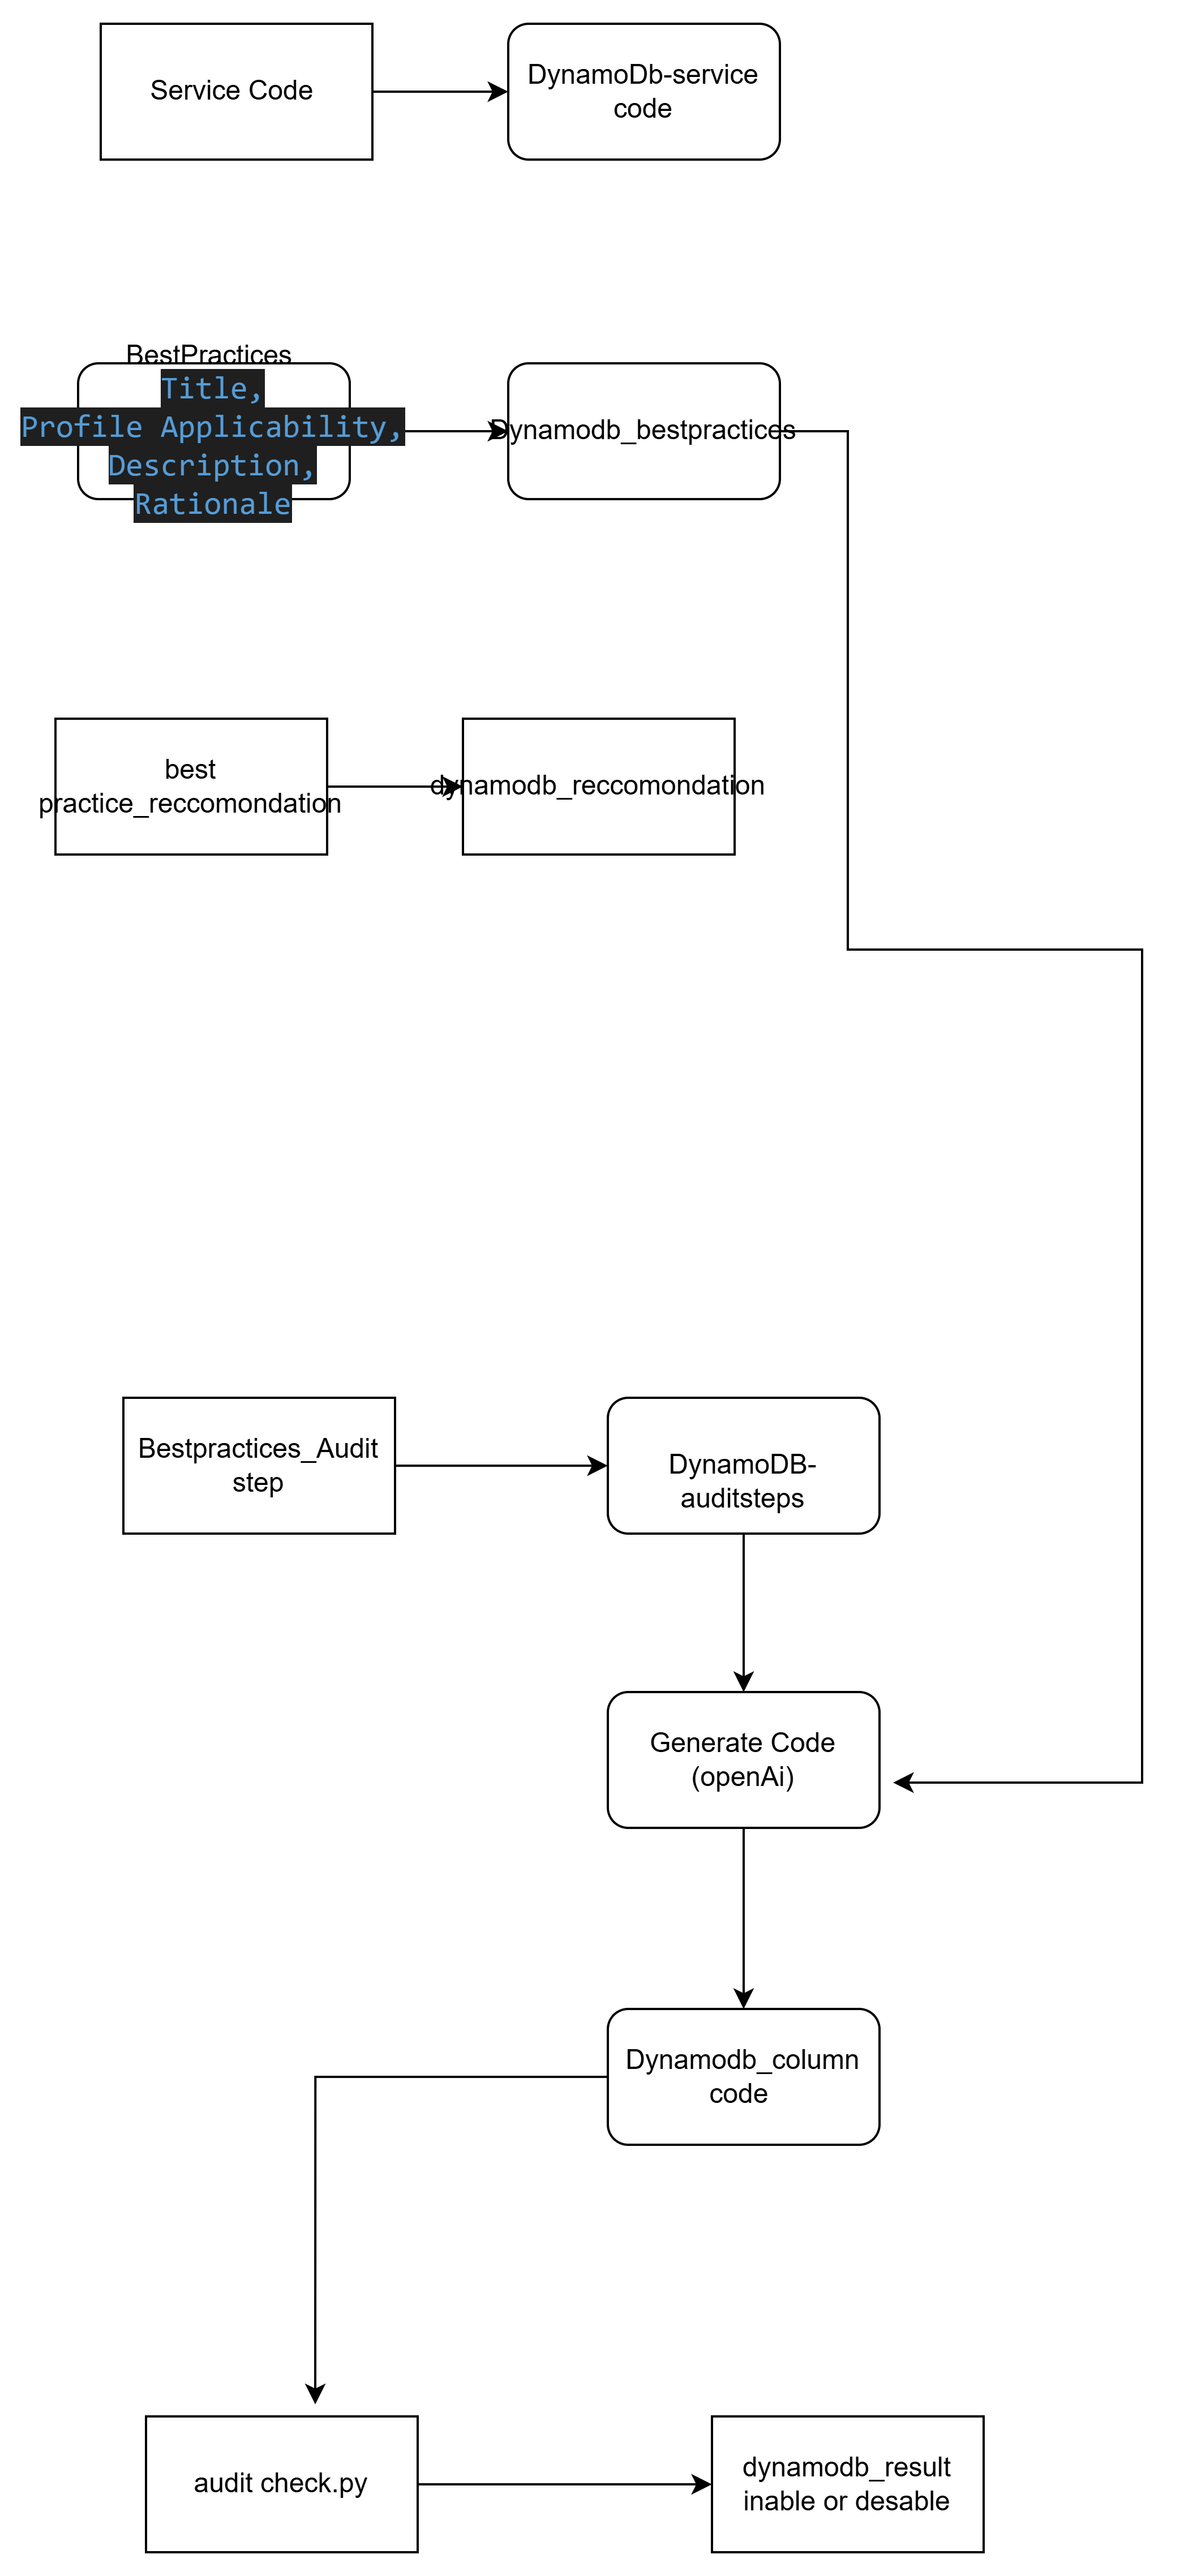 Service Code
DynamoDb-service
code
BestPractices
Title,
Profile Applicability,
Description,
Rationale
Dynamodb_bestpractices
best
practice_reccomondation
dynamodb_reccomondation
Bestpractices_Audit
step
DynamoDB-
auditsteps
Generate Code
(openAi)
Dynamodb_column
code
audit check.py
dynamodb_result
inable or desable